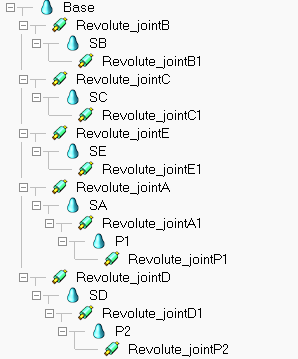 Base
Revolute_jointB
SB
Revolute_jointB1
Revolute_jointC
SC
Revolute_jointC1
Revolute_jointE
SE
Revolute_jointE1
Revolute_jointA
SA
Revolute_jointA1
P1
Revolute_jointP1
Revolute_jointD
SD
Revolute_jointD1
P2
Revolute_jointP2